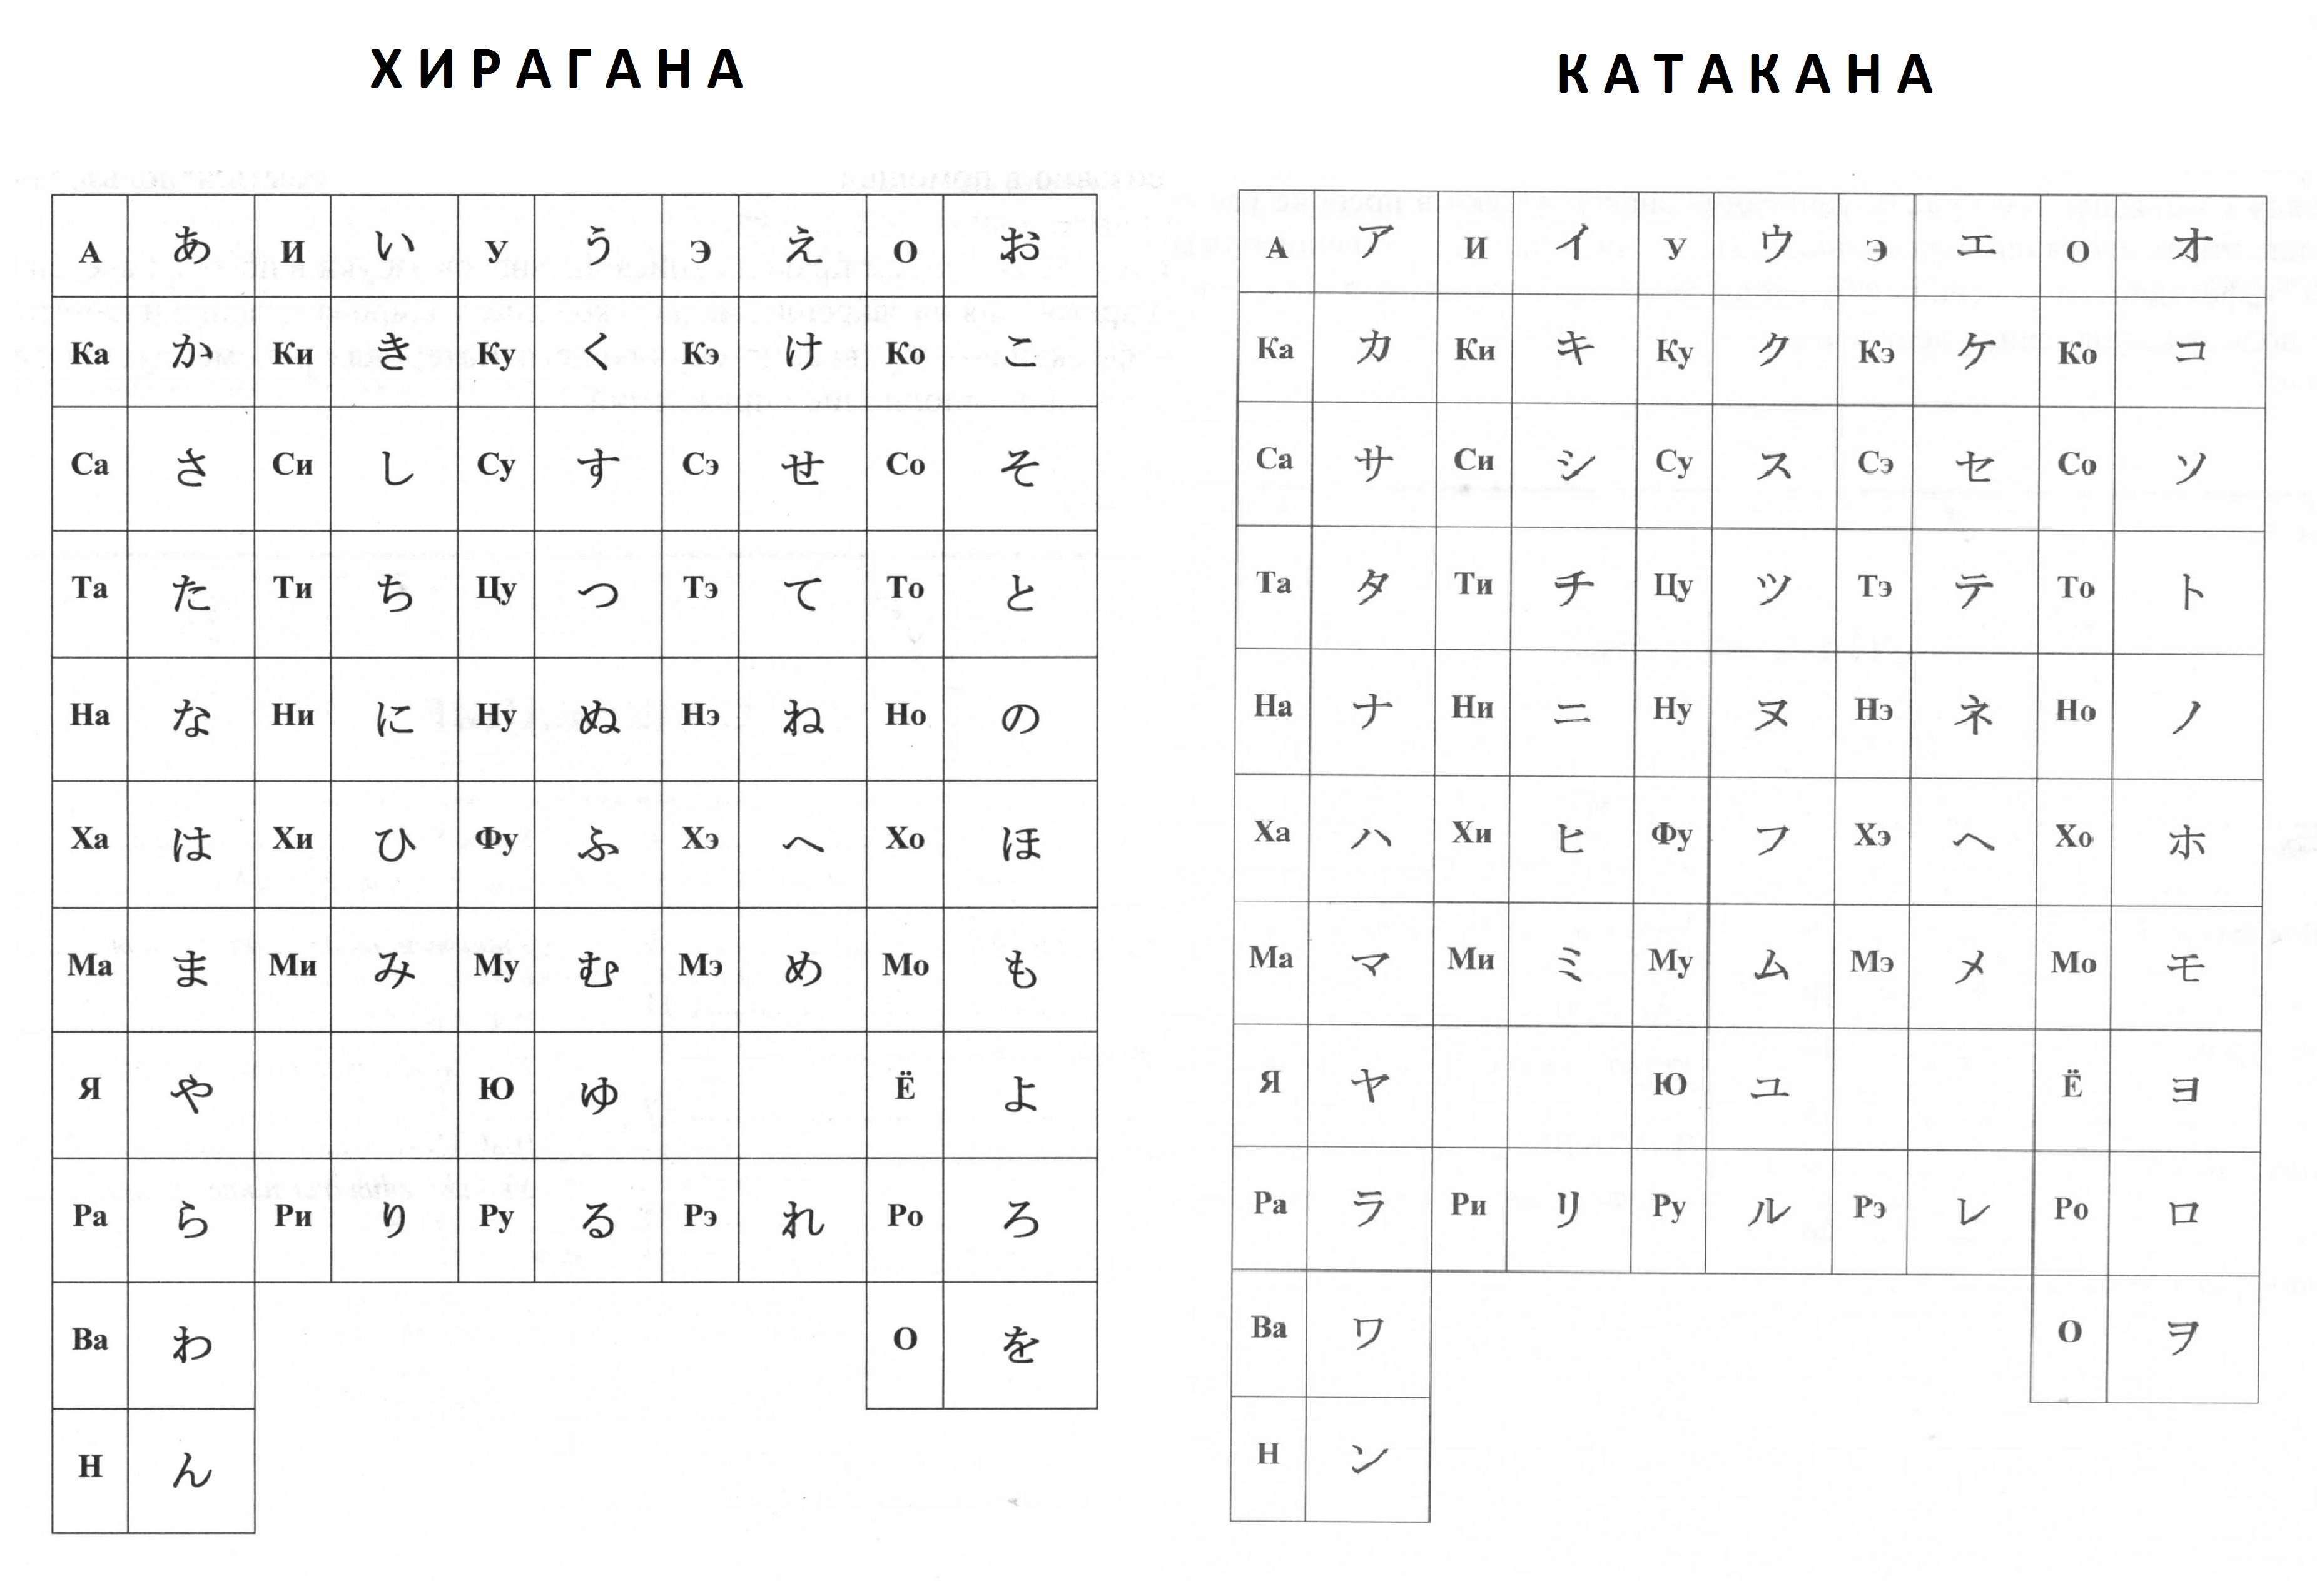 ХИРАГАНА
А あ И い У う Э え О お
Ка か Ки き Ку く Кэ け Ко こ
Са さ Си し Су す Сэ せ Со そ
Та た Ти ち Цу つ Тэ て То と
На な Ни に Ну ぬ Нэ ね Но の
Ха は Хи ひ Фу ふ Хэ へ Хо ほ
Ма ま Ми み Му む Мэ め Мо も
Я や Ю ゆ Ё よ
Ра ら Ри り Ру る Рэ れ Ро ろ
Ва わ О を
Н ん
КАТАКАНА
А ア И イ У ウ Э エ О オ
Ка カ Ки キ Ку ク Кэ ケ Ко コ
Са サ Си シ Су ス Сэ セ Со ソ
Та タ Ти チ Цу ツ Тэ テ То ト
На ナ Ни ニ Ну ヌ Нэ ネ Но ノ
Ха ハ Хи ヒ Фу フ Хэ ヘ Хо ホ
Ма マ Ми ミ Му ム Мэ メ Мо モ
Я ヤ Ю ユ Ё ヨ
Ра ラ Ри リ Ру ル Рэ レ Ро ロ
Ва ワ О ヲ
Н ン